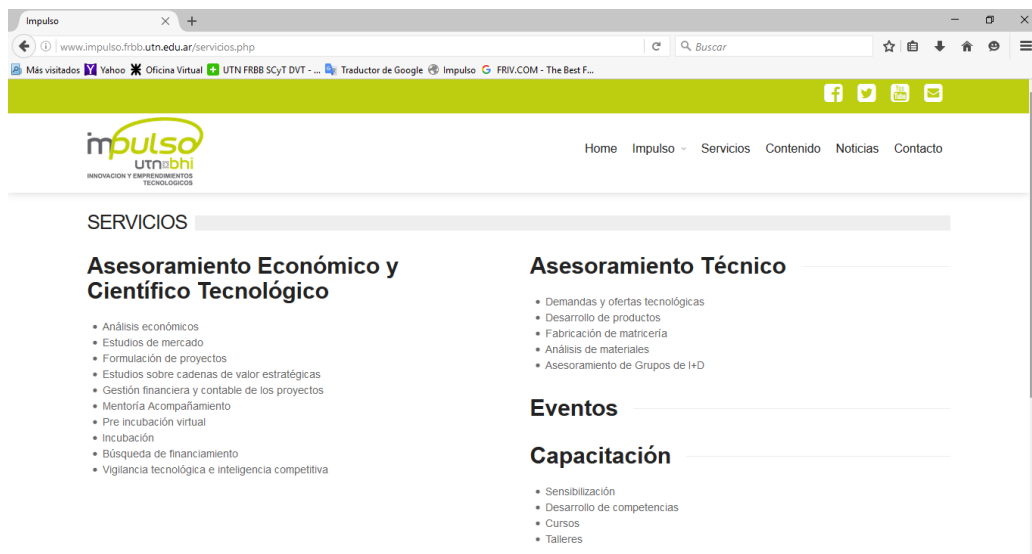 Impulso
www.impulso.frbb.utn.edu.ar/servicios.php
Buscar
Más visitados Yahoo Oficina Virtual UTN FRBB SCyT DVT - ... Traductor de Google Impulso FRIV.COM - The Best F...
impulso
utn bhi
INNOVACION Y EMPRENDIMIENTOS
TECNOLOGICOS
Home Impulso Servicios Contenido Noticias Contacto
SERVICIOS
Asesoramiento Económico y
Científico Tecnológico
Análisis económicos
Estudios de mercado
Formulación de proyectos
Estudios sobre cadenas de valor estratégicas
Gestión financiera y contable de los proyectos
Mentoría Acompañamiento
Pre incubación virtual
Incubación
Búsqueda de financiamiento
Vigilancia tecnológica e inteligencia competitiva
Asesoramiento Técnico
Demandas y ofertas tecnológicas
Desarrollo de productos
Fabricación de matricería
Análisis de materiales
Asesoramiento de Grupos de I+D
Eventos
Capacitación
Sensibilización
Desarrollo de competencias
Cursos
Talleres